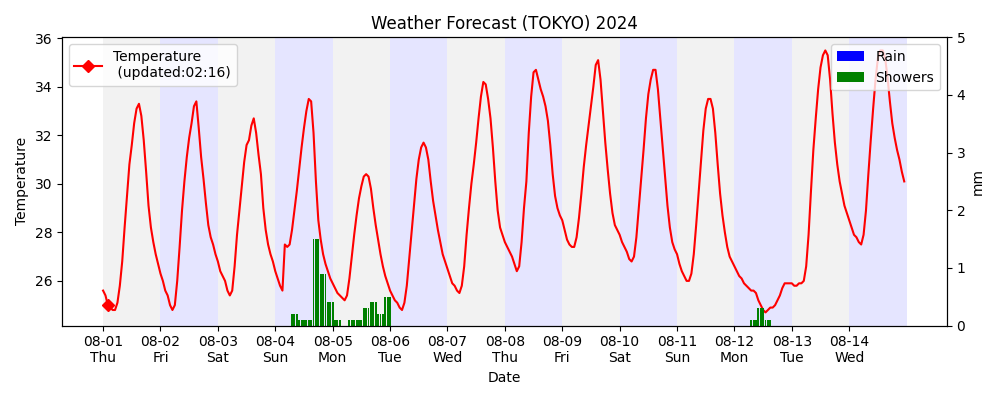 Weather Forecast (TOKYO) 2024
Temperature
(updated:02:16)
Rain
Showers
36
34
32
30
28
26
Temperature
5
4
3
2
1
0
mm
08-01 08-02 08-03 08-04 08-05 08-06 08-07 08-08 08-09 08-10 08-11 08-12 08-13 08-14
Thu Fri Sat Sun Mon Tue Wed Thu Fri Sat Sun Mon Tue Wed
Date